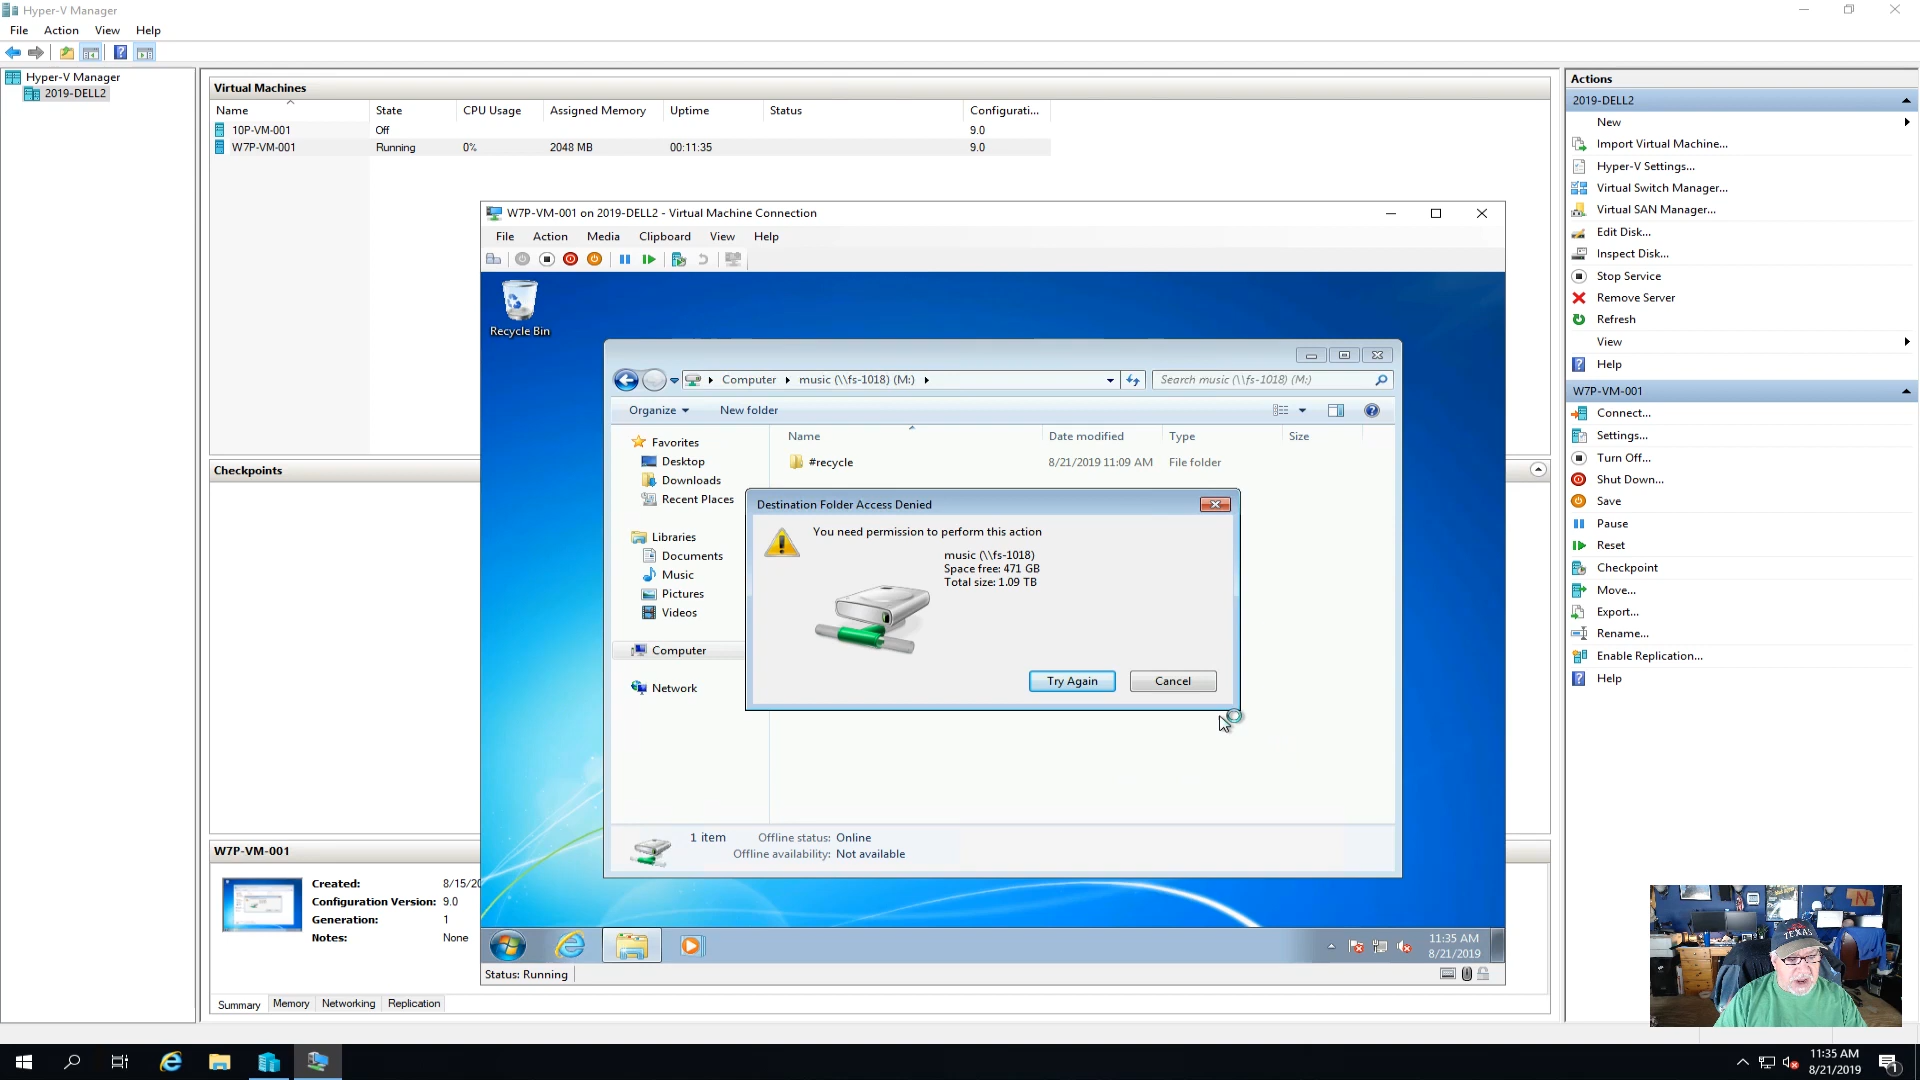 Hyper-V Manager
File Action View Help
Hyper-V Manager
2019-DELL2
Virtual Machines
Name State CPU Usage Assigned Memory Uptime Status Configurati...
10P-VM-001 Off 9.0
W7P-VM-001 Running 0% 2048 MB 00:11:35 9.0
Checkpoints
W7P-VM-001 on 2019-DELL2 - Virtual Machine Connection
File Action Media Clipboard View Help
Recycle Bin
Computer music (\\fs-1018) (M:)
Search music (\\fs-1018) (M:)
Organize New folder
Favorites
Desktop
Downloads
Recent Places
Libraries
Documents
Music
Pictures
Videos
Computer
Network
Name Date modified Type Size
#recycle 8/21/2019 11:09 AM File folder
Destination Folder Access Denied
You need permission to perform this action
music (\\fs-1018)
Space free: 471 GB
Total size: 1.09 TB
Try Again Cancel
1 item Offline status: Online
Offline availability: Not available
11:35 AM
8/21/2019
Status: Running
W7P-VM-001
Created: 8/15/20
Configuration Version: 9.0
Generation: 1
Notes: None
Summary Memory Networking Replication
Actions
2019-DELL2
New
Import Virtual Machine...
Hyper-V Settings...
Virtual Switch Manager...
Virtual SAN Manager...
Edit Disk...
Inspect Disk...
Stop Service
Remove Server
Refresh
View
Help
W7P-VM-001
Connect...
Settings...
Turn Off...
Shut Down...
Save
Pause
Reset
Checkpoint
Move...
Export...
Rename...
Enable Replication...
Help
N
TEXAS
11:35 AM
8/21/2019
1